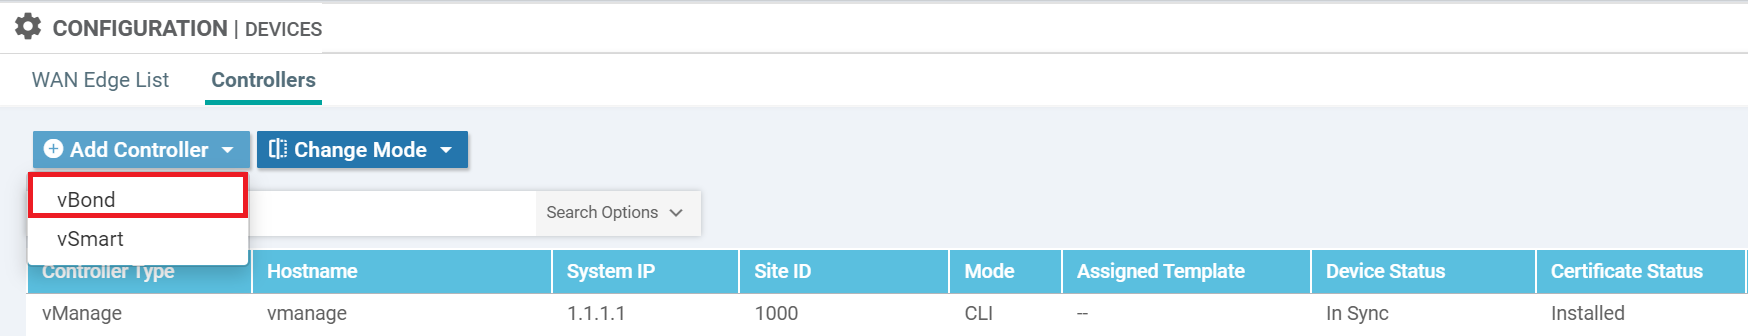 CONFIGURATION | DEVICES
WAN Edge List Controllers
Add Controller Change Mode
vBond
Search Options
vSmart
Controller Type Hostname System IP Site ID Mode Assigned Template Device Status Certificate Status
vManage vmanage 1.1.1.1 1000 CLI -- In Sync Installed